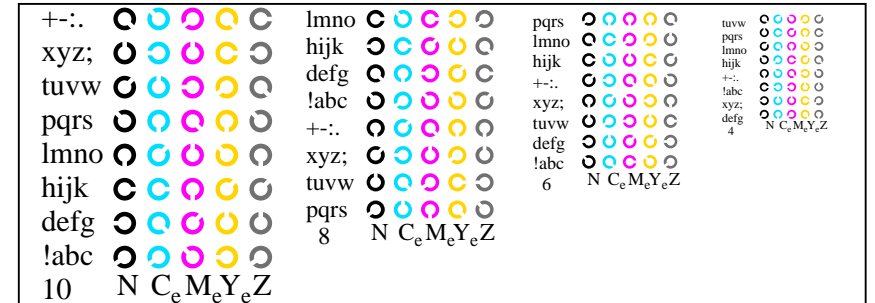 +-:.
xyz;
tuvw
pqrs
lmno
hijk
defg
!abc
10 N CeMeYeZ
lmno
hijk
defg
!abc
+-:.
xyz;
tuvw
pqrs
8 N CeMeYeZ
pqrs
lmno
hijk
+-:.
xyz;
tuvw
defg
!abc
6 N CeMeYeZ
tuvw
pqrs
lmno
hijk
+-:.
!abc
xyz;
defg
4 N CeMeYeZ